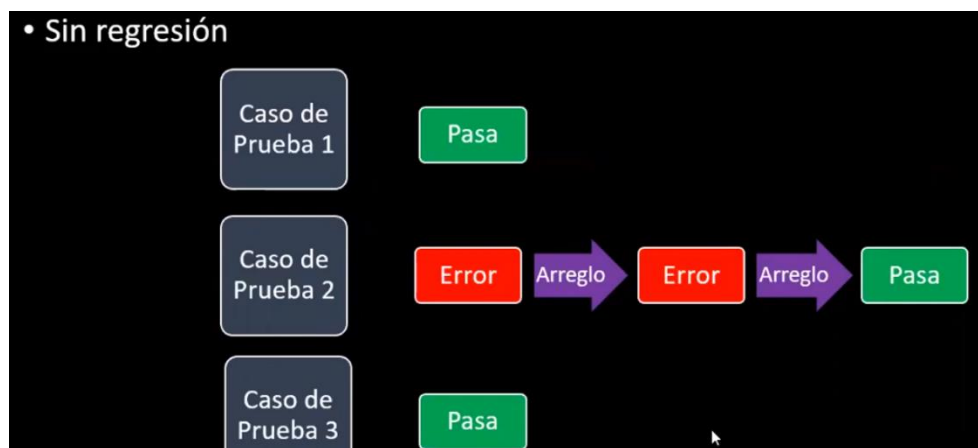 • Sin regresión
Caso de
Prueba 1
Pasa
Caso de
Prueba 2
Error
Arreglo
Error
Arreglo
Pasa
Caso de
Prueba 3
Pasa